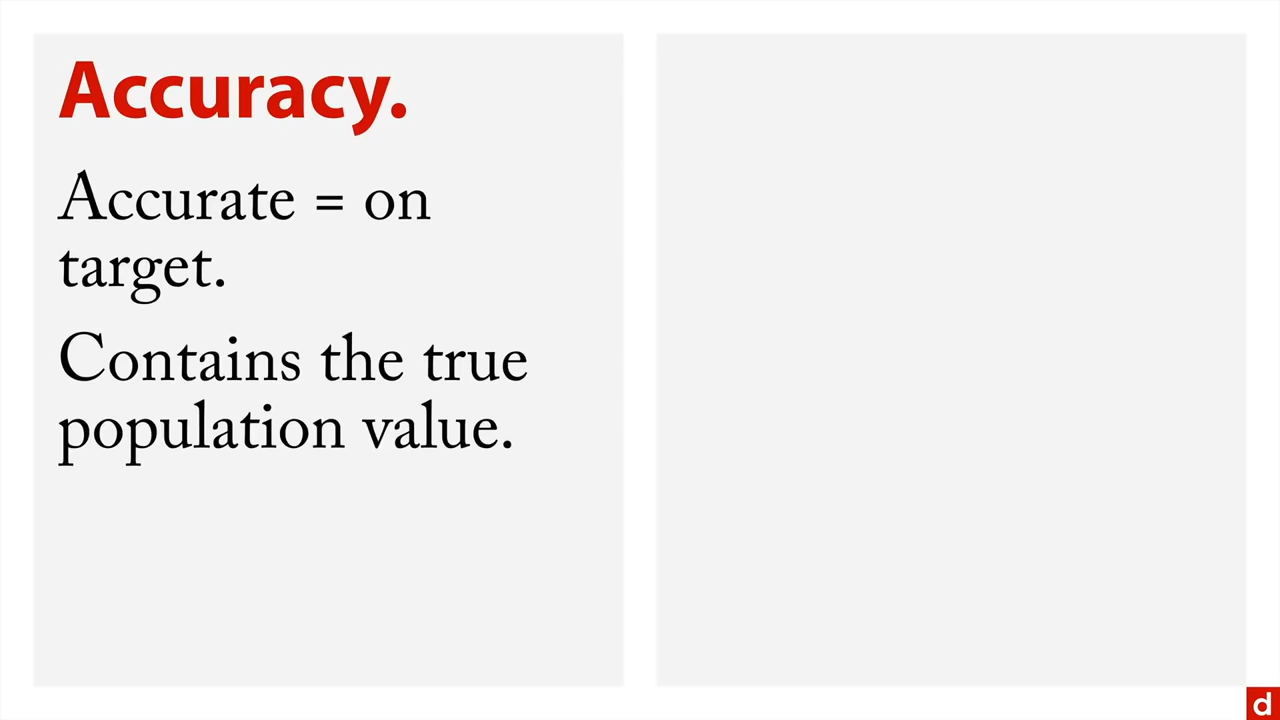 Accuracy.
Accurate = on
target.
Contains the true
population value.
d